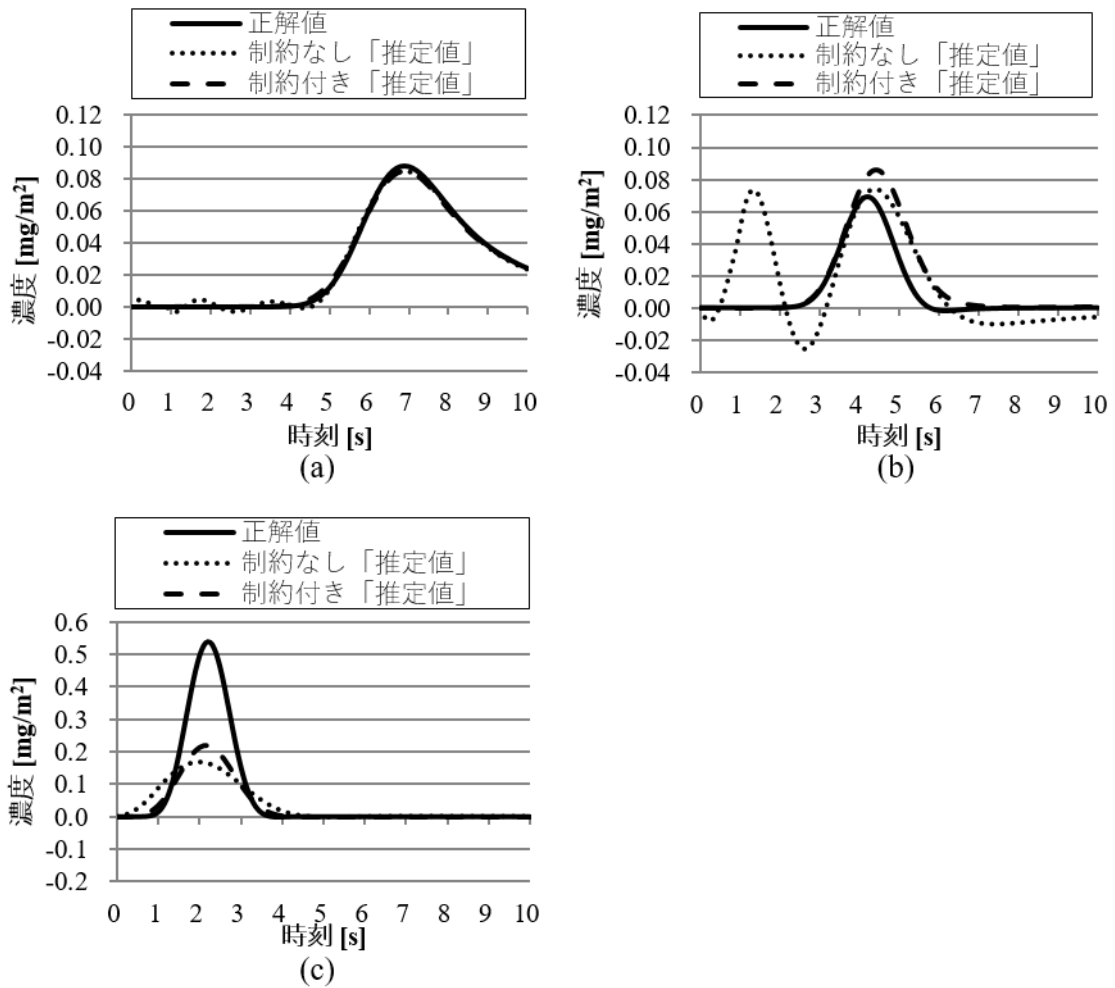 正解値
制約なし「推定値」
制約付き「推定値」
0.12
0.10
0.08
0.06
0.04
0.02
0.00
-0.02
-0.04
濃度 [mg/m²]
0 1 2 3 4 5 6 7 8 9 10
時刻 [s]
(a)
正解値
制約なし「推定値」
制約付き「推定値」
0.12
0.10
0.08
0.06
0.04
0.02
0.00
-0.02
-0.04
濃度 [mg/m²]
0 1 2 3 4 5 6 7 8 9 10
時刻 [s]
(b)
正解値
制約なし「推定値」
制約付き「推定値」
0.6
0.5
0.4
0.3
0.2
0.1
0.0
-0.1
-0.2
濃度 [mg/m²]
0 1 2 3 4 5 6 7 8 9 10
時刻 [s]
(c)